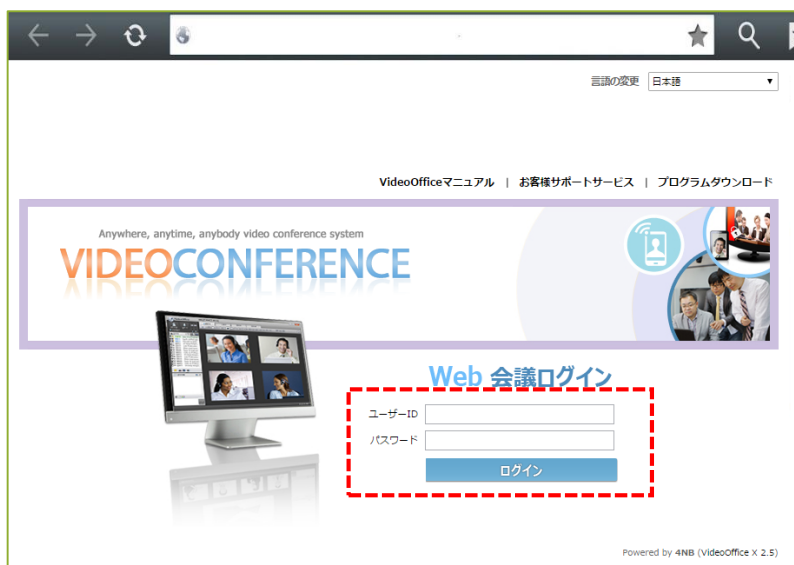 言語の変更 日本語
VideoOfficeマニュアル | お客様サポートサービス | プログラムダウンロード
Anywhere, anytime, anybody video conference system
VIDEOCONFERENCE
Web 会議ログイン
ユーザーID
パスワード
ログイン
Powered by 4NB (VideoOffice X 2.5)